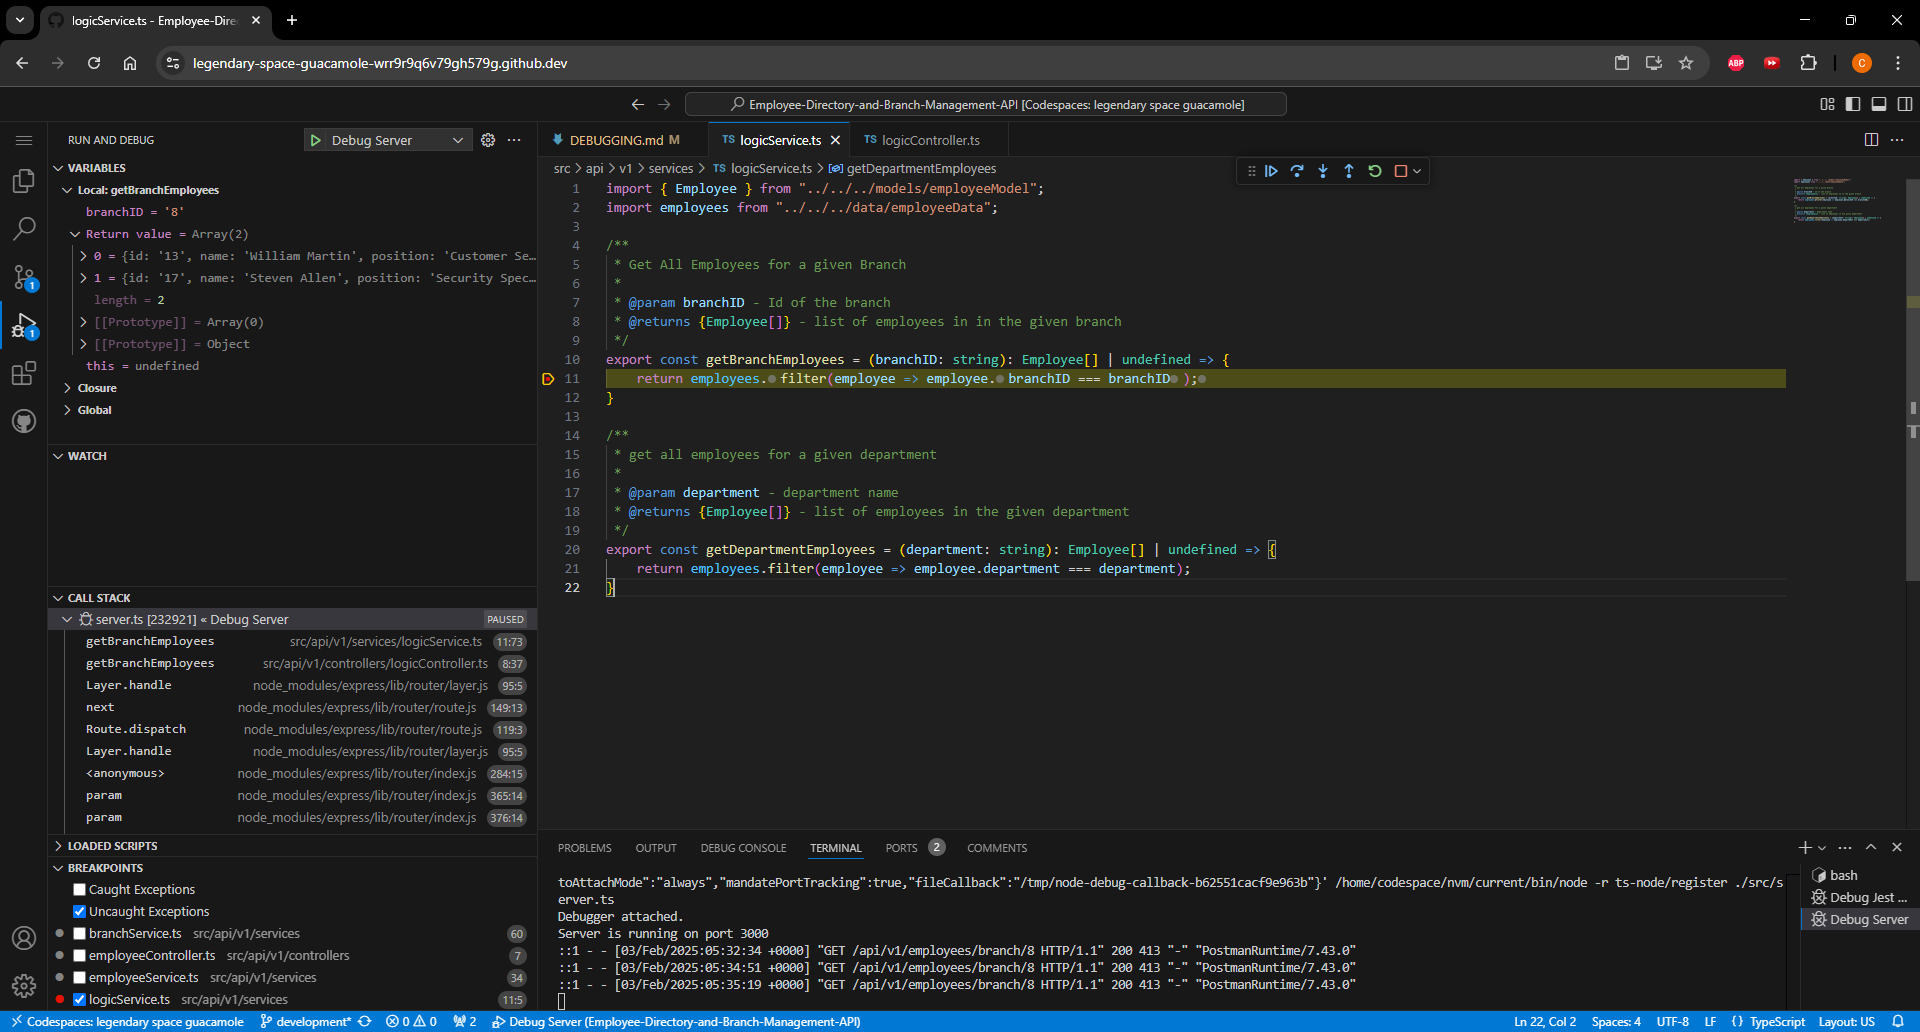 logicService.ts - Employee-Dire
legendary-space-guacamole-wrr9r9q6v79gh579g.github.dev
ABP
C
Employee-Directory-and-Branch-Management-API [Codespaces: legendary space guacamole]
RUN AND DEBUG
Debug Server
VARIABLES
Local: getBranchEmployees
branchID = '8'
Return value = Array(2)
0 = {id: '13', name: 'William Martin', position: 'Customer Se…
1 = {id: '17', name: 'Steven Allen', position: 'Security Spec…
length = 2
[[Prototype]] = Array(0)
[[Prototype]] = Object
this = undefined
Closure
Global
WATCH
CALL STACK
server.ts [232921] « Debug Server PAUSED
getBranchEmployees src/api/v1/services/logicService.ts 11:73
getBranchEmployees src/api/v1/controllers/logicController.ts 8:37
Layer.handle node_modules/express/lib/router/layer.js 95:5
next node_modules/express/lib/router/route.js 149:13
Route.dispatch node_modules/express/lib/router/route.js 119:3
Layer.handle node_modules/express/lib/router/layer.js 95:5
<anonymous> node_modules/express/lib/router/index.js 284:15
param node_modules/express/lib/router/index.js 365:14
param node_modules/express/lib/router/index.js 376:14
LOADED SCRIPTS
BREAKPOINTS
Caught Exceptions
Uncaught Exceptions
branchService.ts src/api/v1/services 60
employeeController.ts src/api/v1/controllers 7
employeeService.ts src/api/v1/services 34
logicService.ts src/api/v1/services 11:5
1
1
DEBUGGING.md M
TS logicService.ts
TS logicController.ts
src > api > v1 > services > TS logicService.ts > getDepartmentEmployees
1 import { Employee } from "../../../models/employeeModel";
2 import employees from "../../../data/employeeData";
3
4 /**
5 * Get All Employees for a given Branch
6 *
7 * @param branchID - Id of the branch
8 * @returns {Employee[]} - list of employees in in the given branch
9 */
10 export const getBranchEmployees = (branchID: string): Employee[] | undefined => {
11 return employees.filter(employee => employee.branchID === branchID);
12 }
13
14 /**
15 * get all employees for a given department
16 *
17 * @param department - department name
18 * @returns {Employee[]} - list of employees in the given department
19 */
20 export const getDepartmentEmployees = (department: string): Employee[] | undefined => {
21 return employees.filter(employee => employee.department === department);
22 }
PROBLEMS OUTPUT DEBUG CONSOLE TERMINAL PORTS 2 COMMENTS
toAttachMode":"always","mandatePortTracking":true,"fileCallback":"/tmp/node-debug-callback-b62551cacf9e963b"}' /home/codespace/nvm/current/bin/node -r ts-node/register ./src/s
erver.ts
Debugger attached.
Server is running on port 3000
::1 - - [03/Feb/2025:05:32:34 +0000] "GET /api/v1/employees/branch/8 HTTP/1.1" 200 413 "-" "PostmanRuntime/7.43.0"
::1 - - [03/Feb/2025:05:34:51 +0000] "GET /api/v1/employees/branch/8 HTTP/1.1" 200 413 "-" "PostmanRuntime/7.43.0"
::1 - - [03/Feb/2025:05:35:19 +0000] "GET /api/v1/employees/branch/8 HTTP/1.1" 200 413 "-" "PostmanRuntime/7.43.0"
bash
Debug Jest ...
Debug Server
Codespaces: legendary space guacamole development* 0 0 2 Debug Server (Employee-Directory-and-Branch-Management-API) Ln 22, Col 2 Spaces: 4 UTF-8 LF {} TypeScript Layout: US